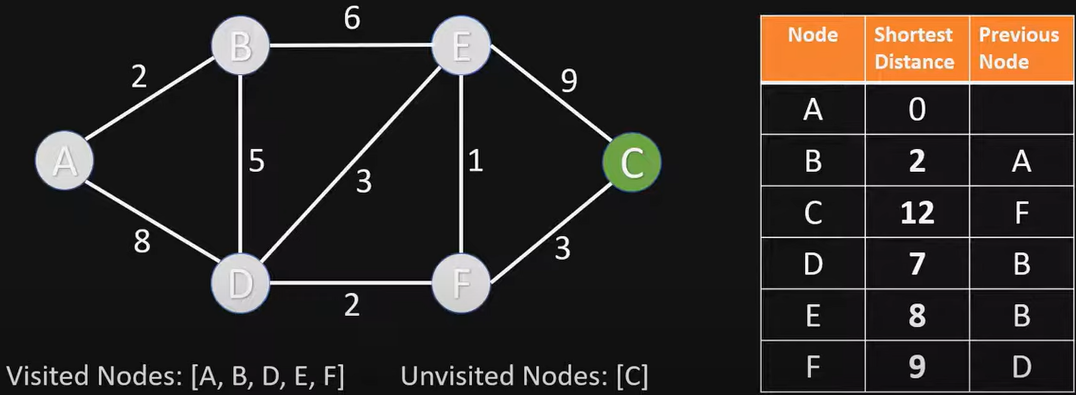 6
B
E
2
9
A
5
3
1
C
8
3
D
F
2
Visited Nodes: [A, B, D, E, F]
Unvisited Nodes: [C]
Node Shortest Distance Previous Node
A 0
B 2 A
C 12 F
D 7 B
E 8 B
F 9 D